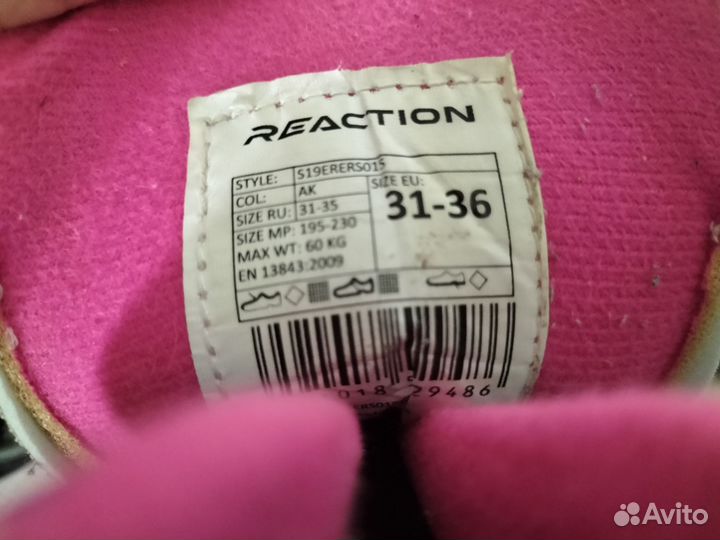 REACTION
STYLE: S19ERERS015
COL: AK
SIZE RU: 31-35
SIZE MP: 195-230
MAX WT: 60 KG
EN 13843:2009
SIZE EU:
31-36
018 29486
Avito